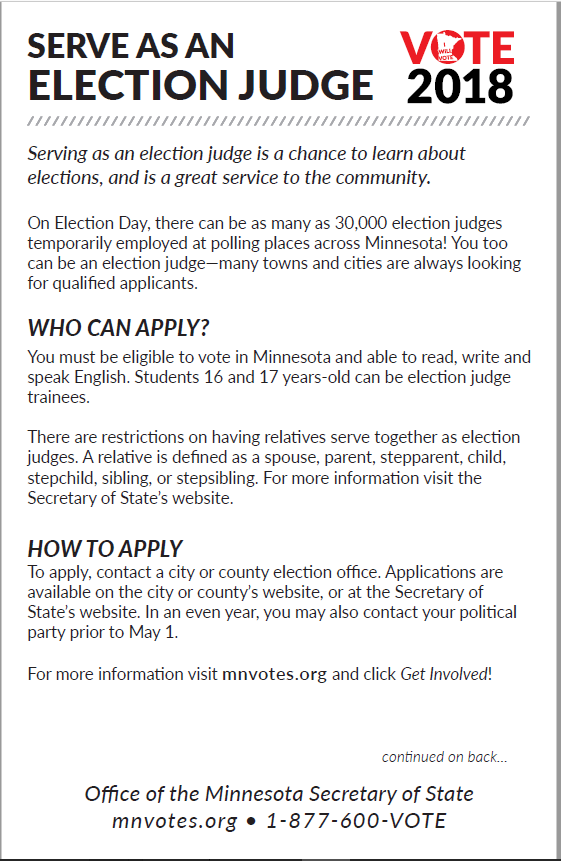 SERVE AS AN
ELECTION JUDGE
VOTE
I
WILL
VOTE
2018
Serving as an election judge is a chance to learn about
elections, and is a great service to the community.
On Election Day, there can be as many as 30,000 election judges
temporarily employed at polling places across Minnesota! You too
can be an election judge—many towns and cities are always looking
for qualified applicants.
WHO CAN APPLY?
You must be eligible to vote in Minnesota and able to read, write and
speak English. Students 16 and 17 years-old can be election judge
trainees.
There are restrictions on having relatives serve together as election
judges. A relative is defined as a spouse, parent, stepparent, child,
stepchild, sibling, or stepsibling. For more information visit the
Secretary of State’s website.
HOW TO APPLY
To apply, contact a city or county election office. Applications are
available on the city or county’s website, or at the Secretary of
State’s website. In an even year, you may also contact your political
party prior to May 1.
For more information visit mnvotes.org and click Get Involved!
continued on back...
Office of the Minnesota Secretary of State
mnvotes.org • 1-877-600-VOTE